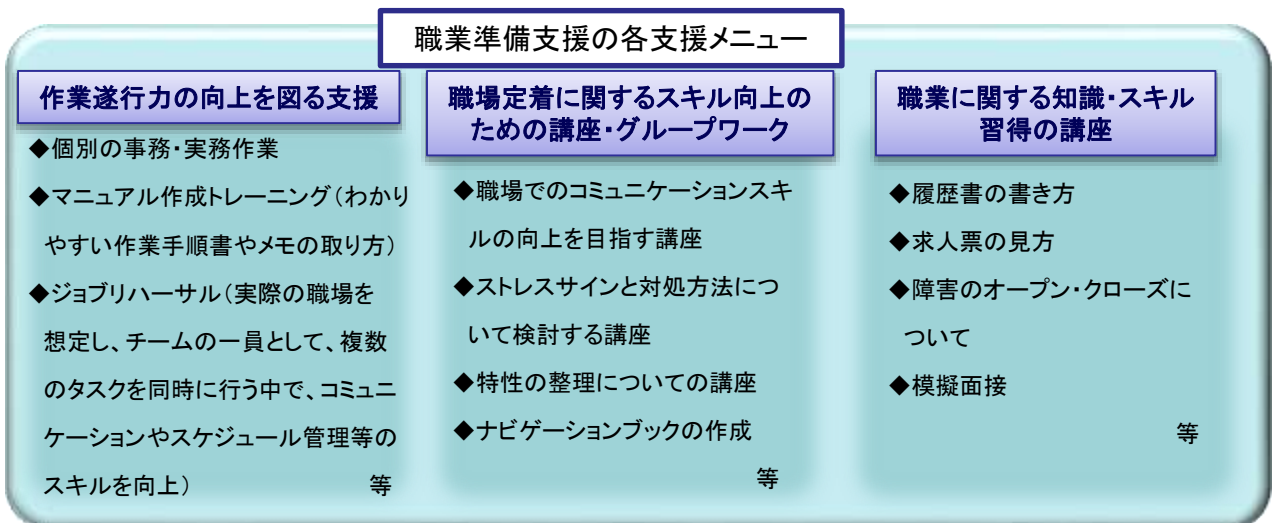 職業準備支援の各支援メニュー
作業遂行力の向上を図る支援
◆個別の事務・実務作業
◆マニュアル作成トレーニング（わかり
やすい作業手順書やメモの取り方）
◆ジョブリハーサル（実際の職場を
想定し、チームの一員として、複数
のタスクを同時に行う中で、コミュニ
ケーションやスケジュール管理等の
スキルを向上） 等
職場定着に関するスキル向上の
ための講座・グループワーク
◆職場でのコミュニケーションスキ
ルの向上を目指す講座
◆ストレスサインと対処方法につ
いて検討する講座
◆特性の整理についての講座
◆ナビゲーションブックの作成
等
職業に関する知識・スキル
習得の講座
◆履歴書の書き方
◆求人票の見方
◆障害のオープン・クローズに
ついて
◆模擬面接
等